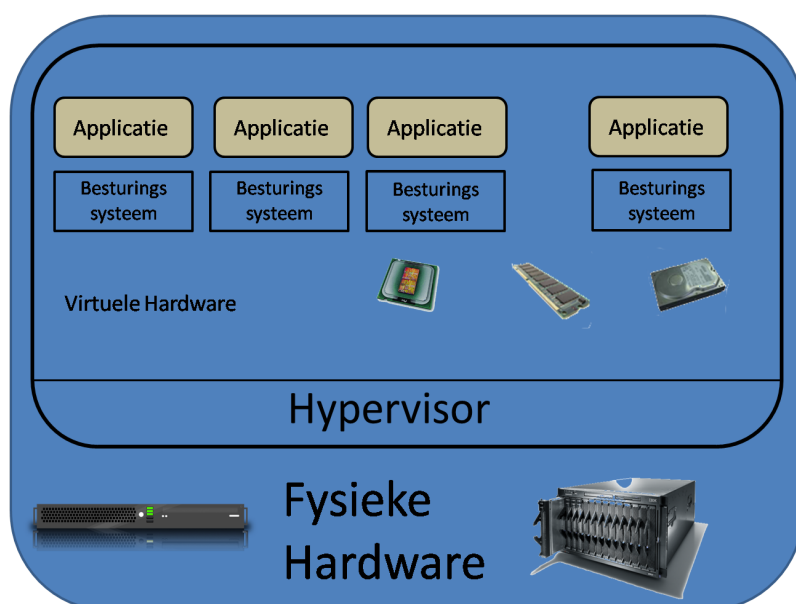 Applicatie
Applicatie
Applicatie
Applicatie
Besturings
systeem
Besturings
systeem
Besturings
systeem
Besturings
systeem
Virtuele Hardware
Hypervisor
Fysieke
Hardware